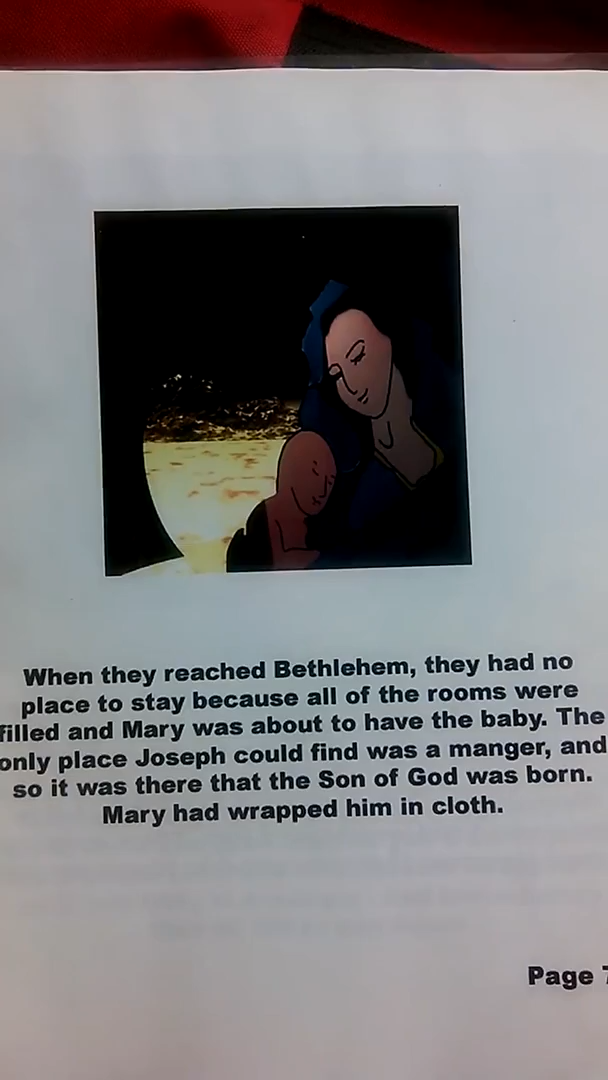 When they reached Bethlehem, they had no
place to stay because all of the rooms were
filled and Mary was about to have the baby. The
only place Joseph could find was a manger, and
so it was there that the Son of God was born.
Mary had wrapped him in cloth.
Page 7